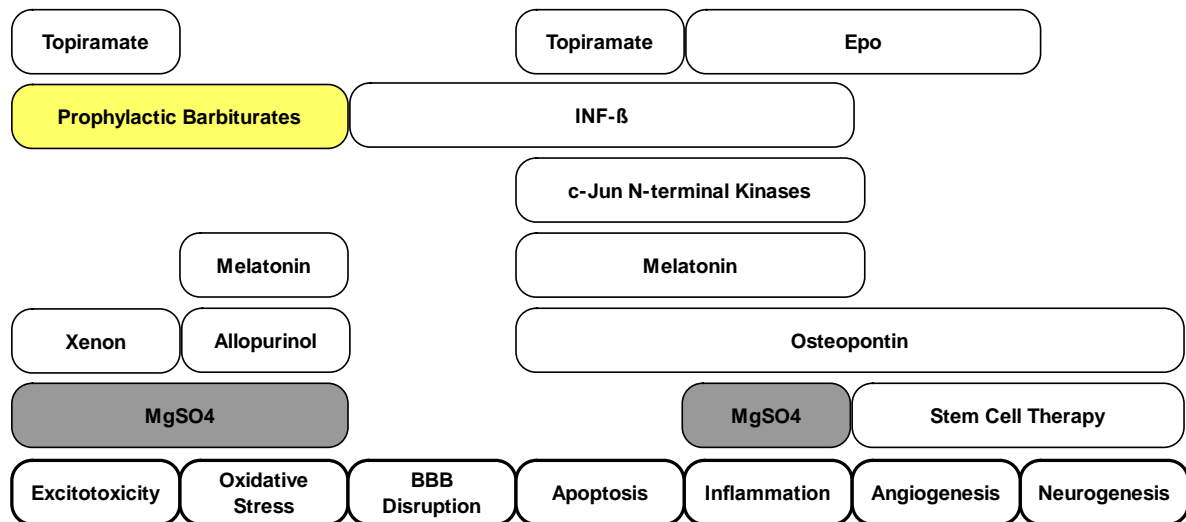 Topiramate
Topiramate
Epo
Prophylactic Barbiturates
INF-ß
c-Jun N-terminal Kinases
Melatonin
Melatonin
Xenon
Allopurinol
Osteopontin
MgSO4
MgSO4
Stem Cell Therapy
Excitotoxicity
Oxidative
Stress
BBB
Disruption
Apoptosis
Inflammation
Angiogenesis
Neurogenesis